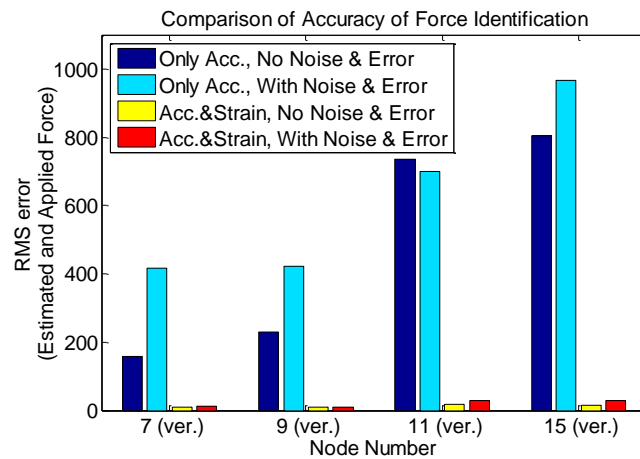 Comparison of Accuracy of Force Identification
Only Acc., No Noise & Error
Only Acc., With Noise & Error
Acc.&Strain, No Noise & Error
Acc.&Strain, With Noise & Error
RMS error
(Estimated and Applied Force)
1000
800
600
400
200
0
7 (ver.)
9 (ver.)
11 (ver.)
15 (ver.)
Node Number